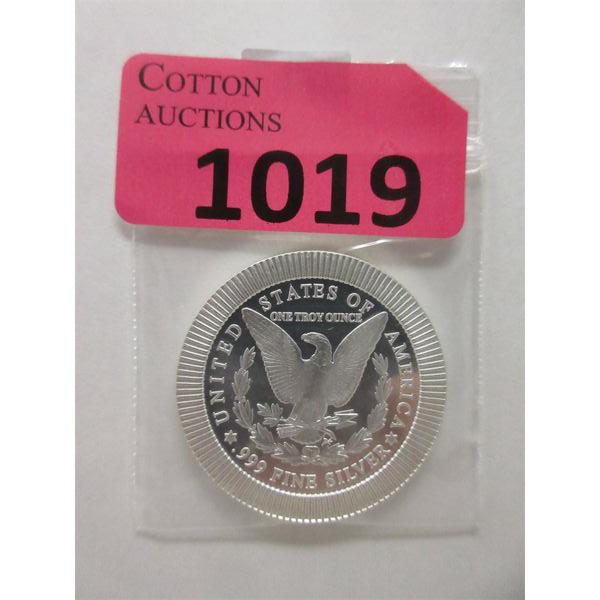 COTTON
AUCTIONS
1019
UNITED STATES OF AMERICA
ONE TROY OUNCE
.999 FINE SILVER